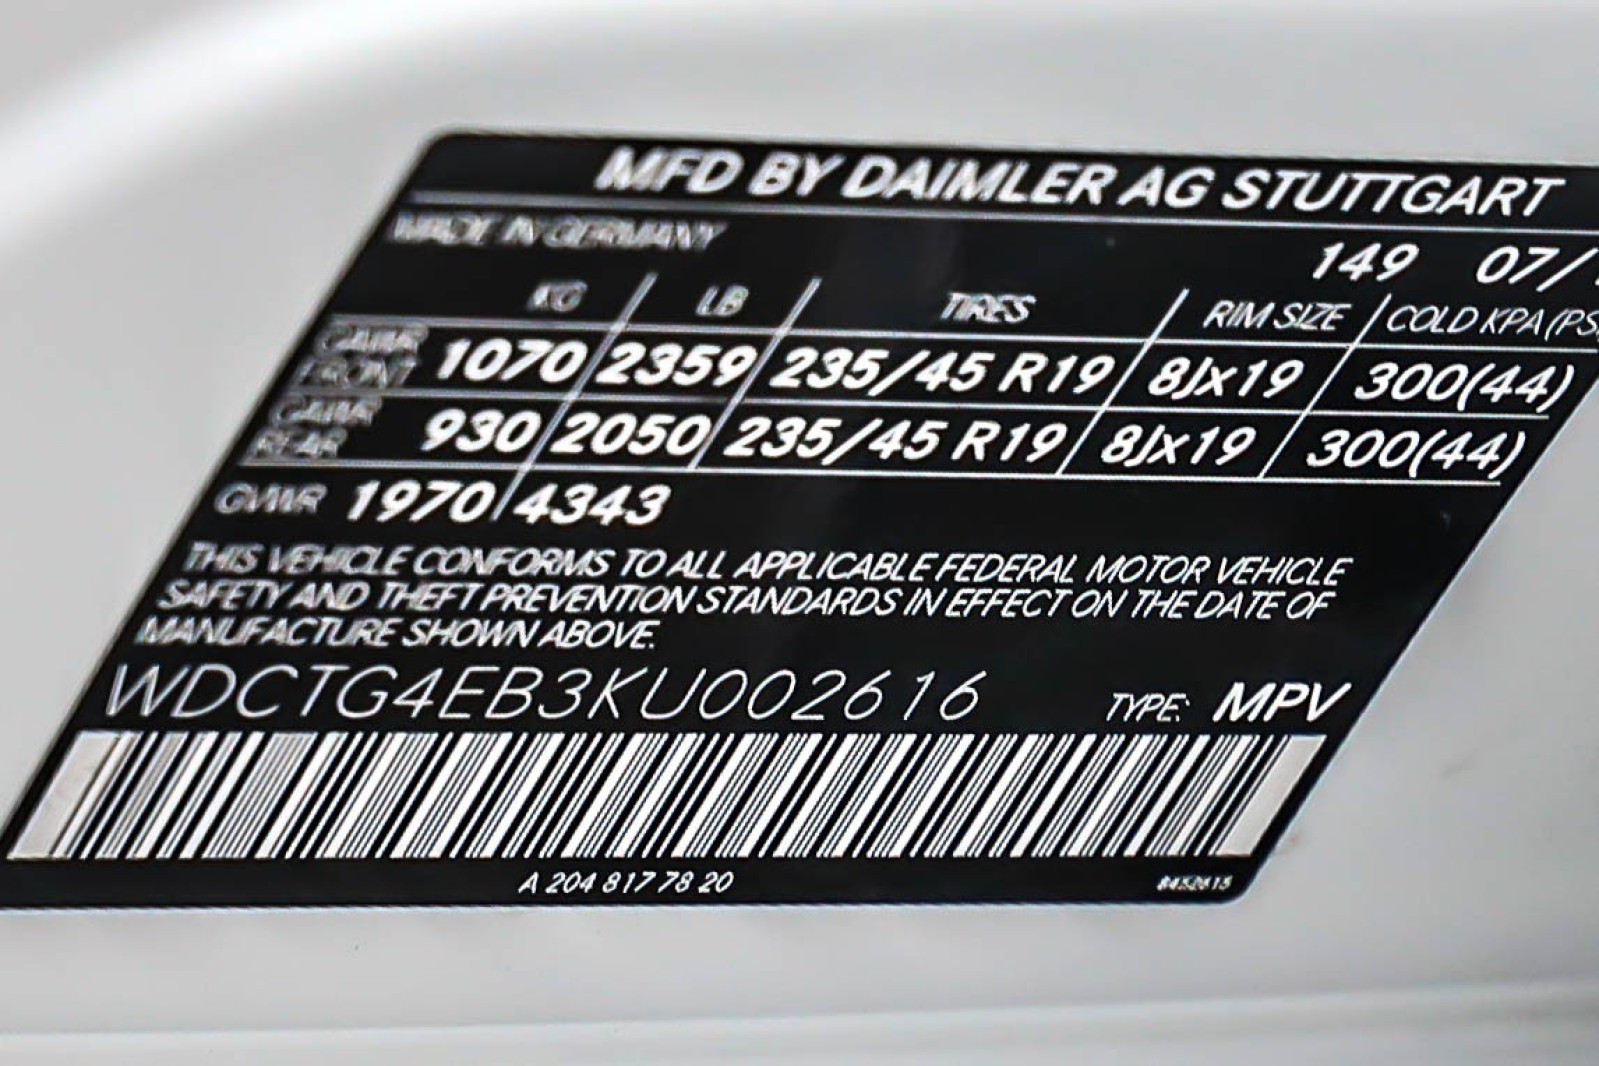 MFD BY DAIMLER AG STUTTGART
MADE IN GERMANY
149 07/
KG LB TIRES RIM SIZE COLD KPA (PS
GAWR FRONT 1070 2359 235/45 R19 8Jx19 300(44)
GAWR REAR 930 2050 235/45 R19 8Jx19 300(44)
GVWR 1970 4343
THIS VEHICLE CONFORMS TO ALL APPLICABLE FEDERAL MOTOR VEHICLE
SAFETY AND THEFT PREVENTION STANDARDS IN EFFECT ON THE DATE OF
MANUFACTURE SHOWN ABOVE.
WDCTG4EB3KU002616 TYPE: MPV
A 204 817 78 20